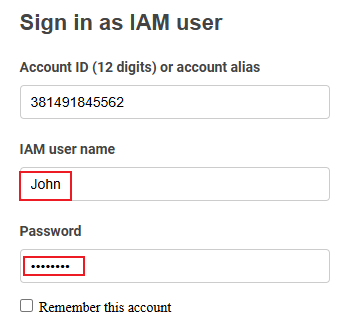 Sign in as IAM user
Account ID (12 digits) or account alias
381491845562
IAM user name
John
Password
••••••••
Remember this account